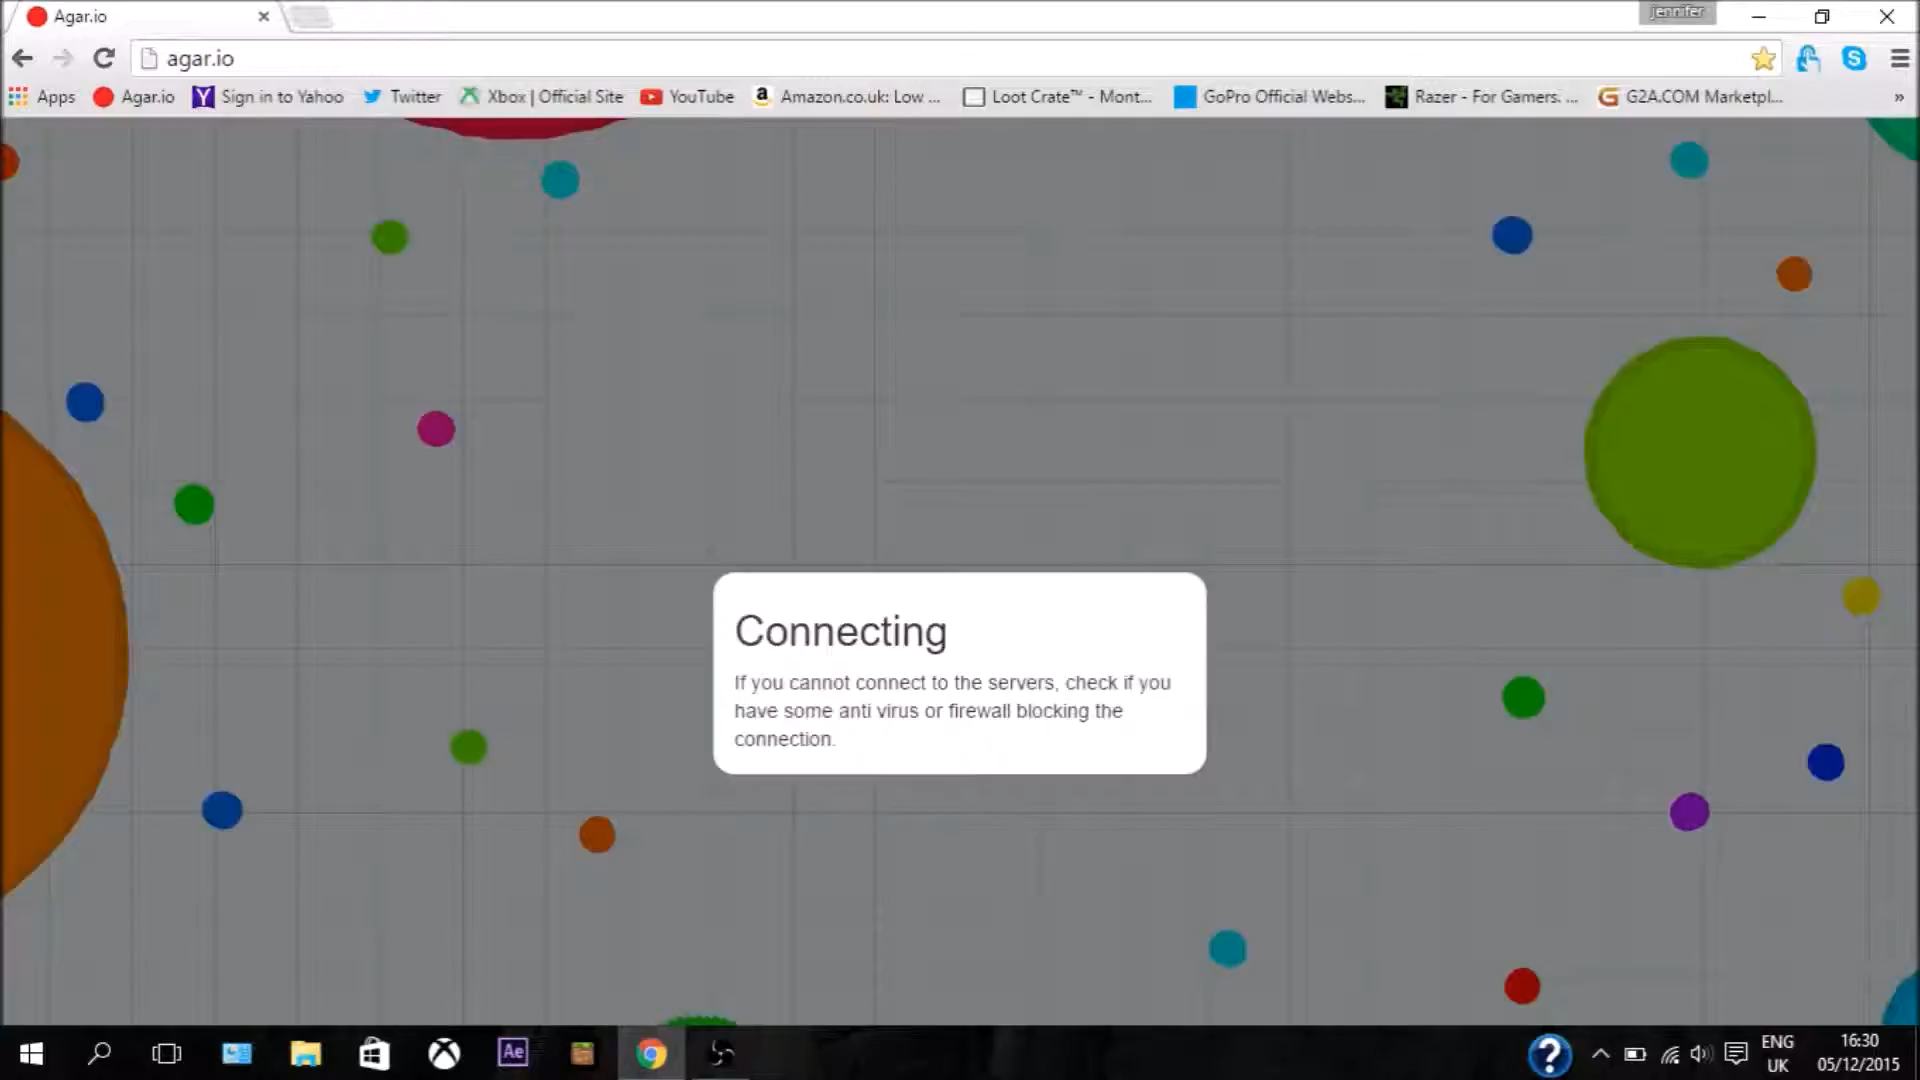 Agar.io
jennifer
agar.io
Apps
Agar.io
Sign in to Yahoo
Twitter
Xbox | Official Site
YouTube
Amazon.co.uk: Low ...
Loot Crate™ - Mont...
GoPro Official Webs...
Razer - For Gamers. ...
G2A.COM Marketpl...
»
Connecting
If you cannot connect to the servers, check if you
have some anti virus or firewall blocking the
connection.
Ae
ENG
UK
16:30
05/12/2015